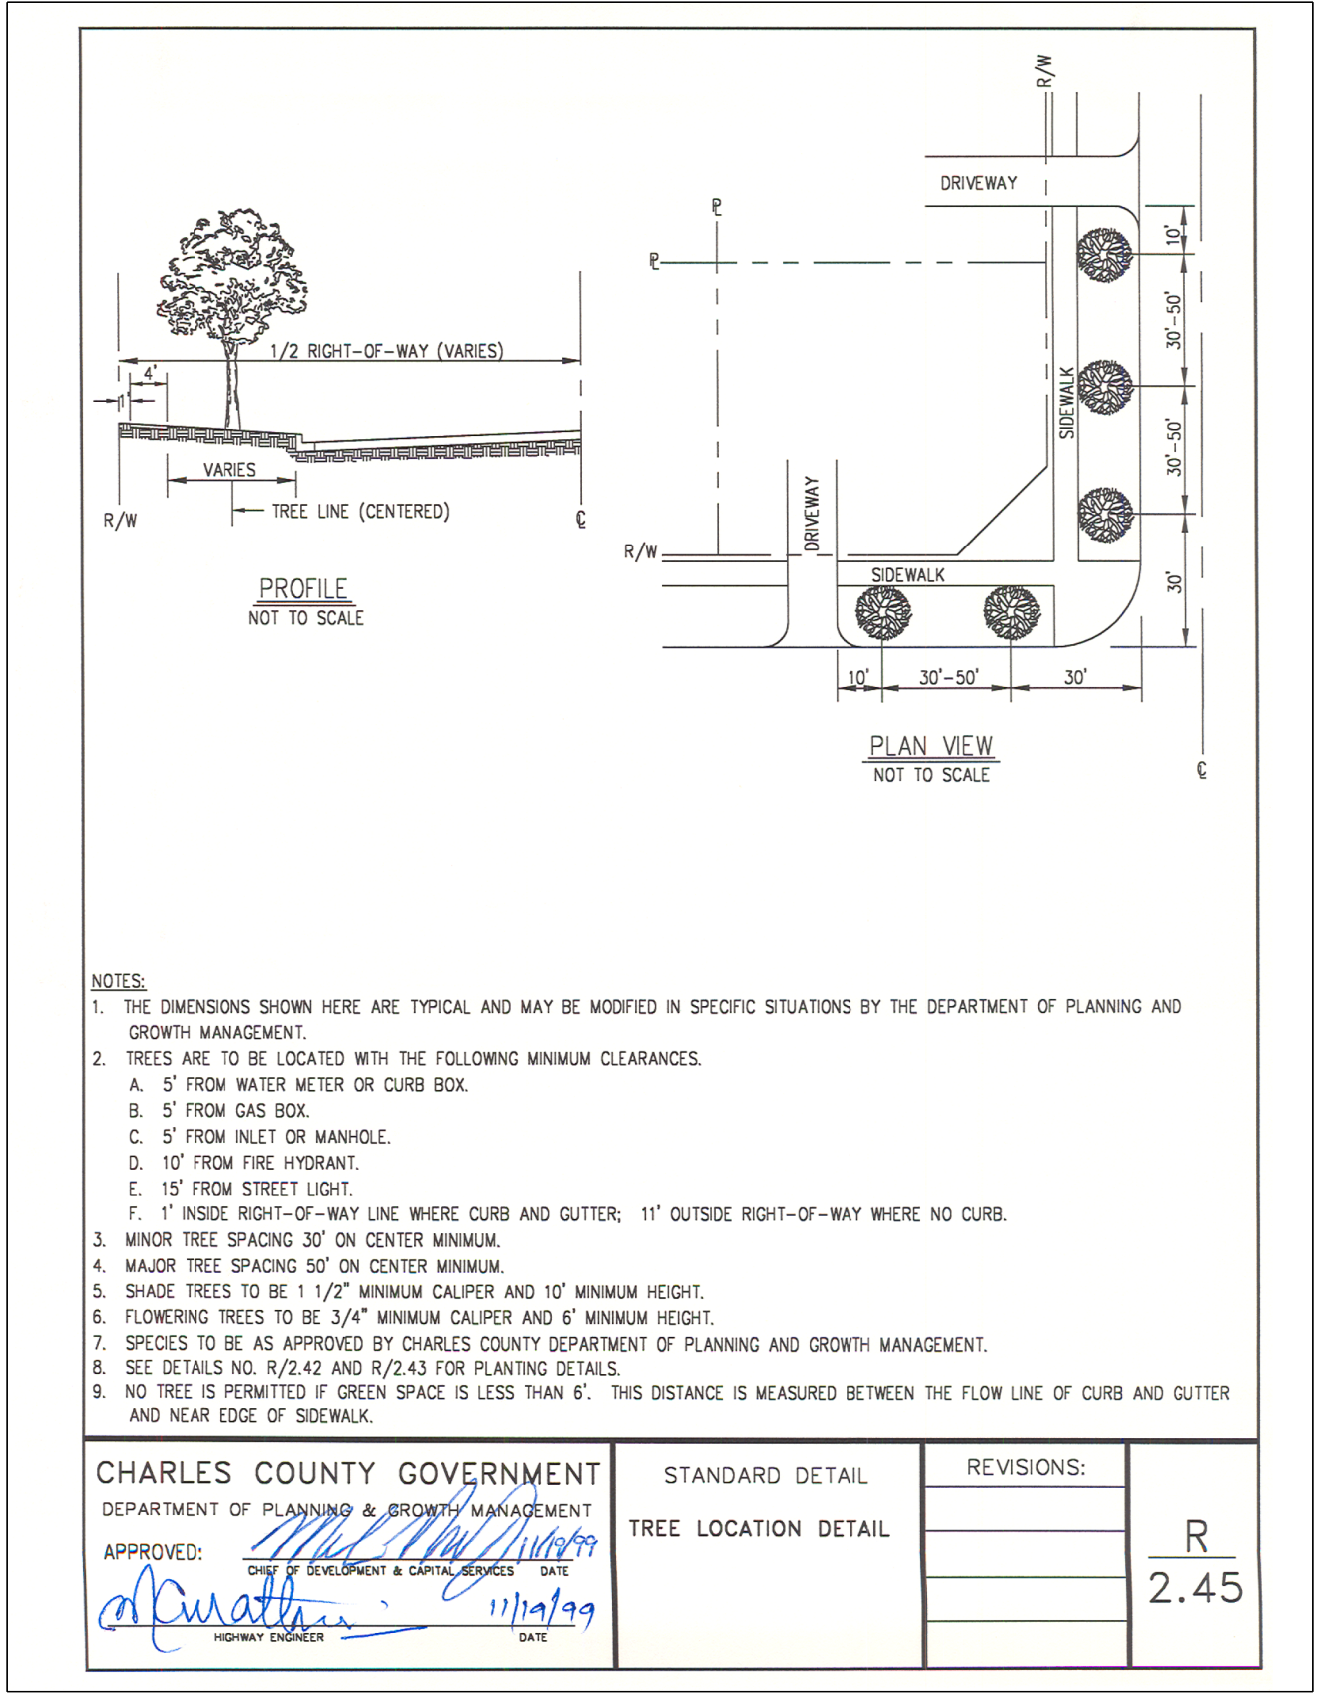 R/W
DRIVEWAY
10'
30'-50'
30'-50'
30'
SIDEWALK
DRIVEWAY
R/W
SIDEWALK
10'
30'-50'
30'
PLAN VIEW
NOT TO SCALE
1/2 RIGHT-OF-WAY (VARIES)
4'
1'
VARIES
TREE LINE (CENTERED)
R/W
PROFILE
NOT TO SCALE
NOTES:
1. THE DIMENSIONS SHOWN HERE ARE TYPICAL AND MAY BE MODIFIED IN SPECIFIC SITUATIONS BY THE DEPARTMENT OF PLANNING AND
GROWTH MANAGEMENT.
2. TREES ARE TO BE LOCATED WITH THE FOLLOWING MINIMUM CLEARANCES.
A. 5' FROM WATER METER OR CURB BOX.
B. 5' FROM GAS BOX.
C. 5' FROM INLET OR MANHOLE.
D. 10' FROM FIRE HYDRANT.
E. 15' FROM STREET LIGHT.
F. 1' INSIDE RIGHT-OF-WAY LINE WHERE CURB AND GUTTER; 11' OUTSIDE RIGHT-OF-WAY WHERE NO CURB.
3. MINOR TREE SPACING 30' ON CENTER MINIMUM.
4. MAJOR TREE SPACING 50' ON CENTER MINIMUM.
5. SHADE TREES TO BE 1 1/2" MINIMUM CALIPER AND 10' MINIMUM HEIGHT.
6. FLOWERING TREES TO BE 3/4" MINIMUM CALIPER AND 6' MINIMUM HEIGHT.
7. SPECIES TO BE AS APPROVED BY CHARLES COUNTY DEPARTMENT OF PLANNING AND GROWTH MANAGEMENT.
8. SEE DETAILS NO. R/2.42 AND R/2.43 FOR PLANTING DETAILS.
9. NO TREE IS PERMITTED IF GREEN SPACE IS LESS THAN 6'. THIS DISTANCE IS MEASURED BETWEEN THE FLOW LINE OF CURB AND GUTTER
AND NEAR EDGE OF SIDEWALK.
CHARLES COUNTY GOVERNMENT
DEPARTMENT OF PLANNING & GROWTH MANAGEMENT
APPROVED:
11/19/99
CHIEF OF DEVELOPMENT & CAPITAL SERVICES DATE
11/19/99
HIGHWAY ENGINEER DATE
STANDARD DETAIL
TREE LOCATION DETAIL
REVISIONS:
R
2.45